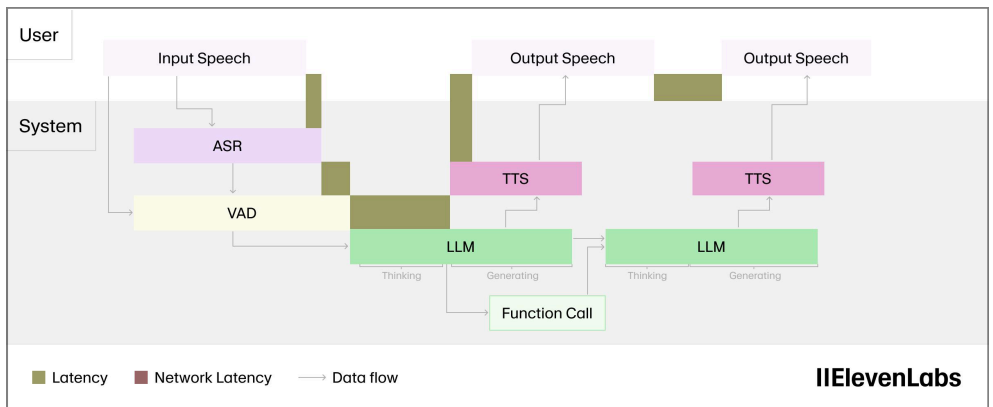 User
Input Speech
Output Speech
Output Speech
System
ASR
TTS
TTS
VAD
LLM
LLM
Thinking
Generating
Thinking
Generating
Function Call
Latency
Network Latency
Data flow
IIElevenLabs